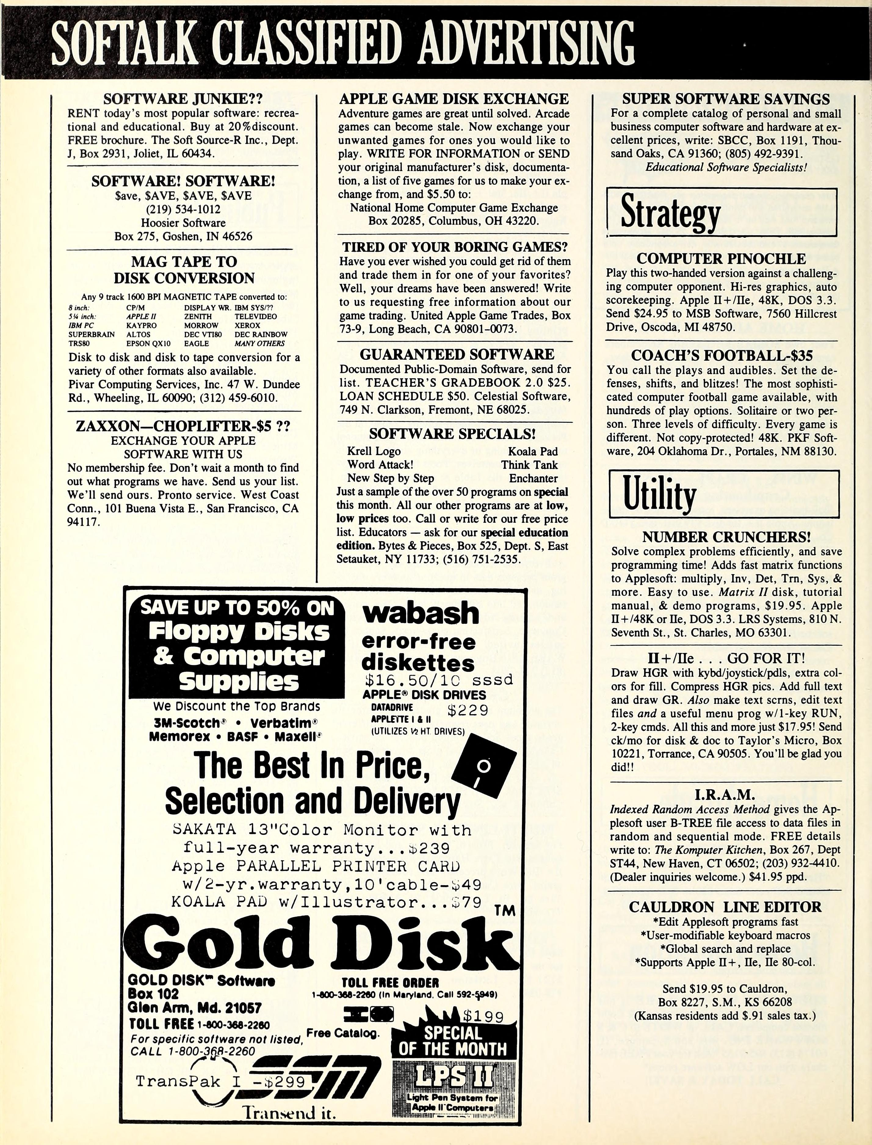 SOFTALK CLASSIFIED ADVERTISING
SOFTWARE JUNKIE??
RENT today's most popular software: recrea-
tional and educational. Buy at 20%discount.
FREE brochure. The Soft Source-R Inc., Dept.
J, Box 2931, Joliet, IL 60434.
SOFTWARE! SOFTWARE!
$ave, $AVE, $AVE, $AVE
(219) 534-1012
Hoosier Software
Box 275, Goshen, IN 46526
MAG TAPE TO
DISK CONVERSION
Any 9 track 1600 BPI MAGNETIC TAPE converted to:
8 inch: CP/M DISPLAY WR. IBM SYS/??
5¼ inch: APPLE II ZENITH TELEVIDEO
IBM PC KAYPRO MORROW XEROX
SUPERBRAIN ALTOS DEC VT180 DEC RAINBOW
TRS80 EPSON QX10 EAGLE MANY OTHERS
Disk to disk and disk to tape conversion for a
variety of other formats also available.
Pivar Computing Services, Inc. 47 W. Dundee
Rd., Wheeling, IL 60090; (312) 459-6010.
ZAXXON—CHOPLIFTER-$5 ??
EXCHANGE YOUR APPLE
SOFTWARE WITH US
No membership fee. Don't wait a month to find
out what programs we have. Send us your list.
We'll send ours. Pronto service. West Coast
Conn., 101 Buena Vista E., San Francisco, CA
94117.
APPLE GAME DISK EXCHANGE
Adventure games are great until solved. Arcade
games can become stale. Now exchange your
unwanted games for ones you would like to
play. WRITE FOR INFORMATION or SEND
your original manufacturer's disk, documenta-
tion, a list of five games for us to make your ex-
change from, and $5.50 to:
National Home Computer Game Exchange
Box 20285, Columbus, OH 43220.
TIRED OF YOUR BORING GAMES?
Have you ever wished you could get rid of them
and trade them in for one of your favorites?
Well, your dreams have been answered! Write
to us requesting free information about our
game trading. United Apple Game Trades, Box
73-9, Long Beach, CA 90801-0073.
GUARANTEED SOFTWARE
Documented Public-Domain Software, send for
list. TEACHER'S GRADEBOOK 2.0 $25.
LOAN SCHEDULE $50. Celestial Software,
749 N. Clarkson, Fremont, NE 68025.
SOFTWARE SPECIALS!
Krell Logo Koala Pad
Word Attack! Think Tank
New Step by Step Enchanter
Just a sample of the over 50 programs on special
this month. All our other programs are at low,
low prices too. Call or write for our free price
list. Educators — ask for our special education
edition. Bytes & Pieces, Box 525, Dept. S, East
Setauket, NY 11733; (516) 751-2535.
SUPER SOFTWARE SAVINGS
For a complete catalog of personal and small
business computer software and hardware at ex-
cellent prices, write: SBCC, Box 1191, Thou-
sand Oaks, CA 91360; (805) 492-9391.
Educational Software Specialists!
Strategy
COMPUTER PINOCHLE
Play this two-handed version against a challeng-
ing computer opponent. Hi-res graphics, auto
scorekeeping. Apple II+/IIe, 48K, DOS 3.3.
Send $24.95 to MSB Software, 7560 Hillcrest
Drive, Oscoda, MI 48750.
COACH'S FOOTBALL-$35
You call the plays and audibles. Set the de-
fenses, shifts, and blitzes! The most sophisti-
cated computer football game available, with
hundreds of play options. Solitaire or two per-
son. Three levels of difficulty. Every game is
different. Not copy-protected! 48K. PKF Soft-
ware, 204 Oklahoma Dr., Portales, NM 88130.
Utility
NUMBER CRUNCHERS!
Solve complex problems efficiently, and save
programming time! Adds fast matrix functions
to Applesoft: multiply, Inv, Det, Trn, Sys, &
more. Easy to use. Matrix II disk, tutorial
manual, & demo programs, $19.95. Apple
II+/48K or IIe, DOS 3.3. LRS Systems, 810 N.
Seventh St., St. Charles, MO 63301.
II+/IIe . . . GO FOR IT!
Draw HGR with kybd/joystick/pdls, extra col-
ors for fill. Compress HGR pics. Add full text
and draw GR. Also make text scrns, edit text
files and a useful menu prog w/1-key RUN,
2-key cmds. All this and more just $17.95! Send
ck/mo for disk & doc to Taylor's Micro, Box
10221, Torrance, CA 90505. You'll be glad you
did!!
I.R.A.M.
Indexed Random Access Method gives the Ap-
plesoft user B-TREE file access to data files in
random and sequential mode. FREE details
write to: The Komputer Kitchen, Box 267, Dept
ST44, New Haven, CT 06502; (203) 932-4410.
(Dealer inquiries welcome.) $41.95 ppd.
CAULDRON LINE EDITOR
*Edit Applesoft programs fast
*User-modifiable keyboard macros
*Global search and replace
*Supports Apple II+, IIe, IIe 80-col.
Send $19.95 to Cauldron,
Box 8227, S.M., KS 66208
(Kansas residents add $.91 sales tax.)
SAVE UP TO 50% ON
Floppy Disks
& Computer
Supplies
We Discount the Top Brands
3M-Scotch® • Verbatim®
Memorex • BASF • Maxell®
wabash
error-free
diskettes
$16.50/10 sssd
APPLE® DISK DRIVES
DATADRIVE $229
APPLETTE I & II
(UTILIZES ½ HT. DRIVES)
The Best In Price,
Selection and Delivery
SAKATA 13"Color Monitor with
full-year warranty...$239
Apple PARALLEL PRINTER CARD
w/2-yr.warranty,10'cable-$49
KOALA PAD w/Illustrator...$79
Gold Disk™
GOLD DISK™ Software
Box 102
Glen Arm, Md. 21057
TOLL FREE 1-800-368-2260
For specific software not listed,
CALL 1-800-368-2260
TOLL FREE ORDER
1-800-368-2260 (In Maryland, Call 592-5949)
Free Catalog.
$199
SPECIAL
OF THE MONTH
LPS II
Light Pen System for
Apple II Computers
SSM
TransPak I -$299
Transend it.